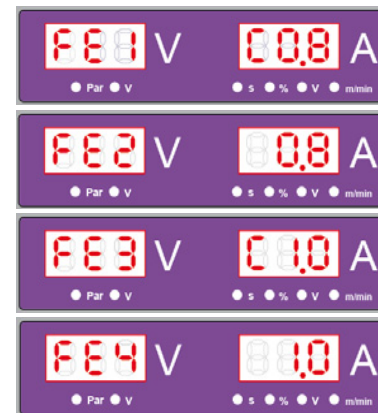 FE1 V C0.8 A
Par V s % V m/min
FE2 V 0.8 A
Par V s % V m/min
FE3 V C1.0 A
Par V s % V m/min
FE4 V 1.0 A
Par V s % V m/min